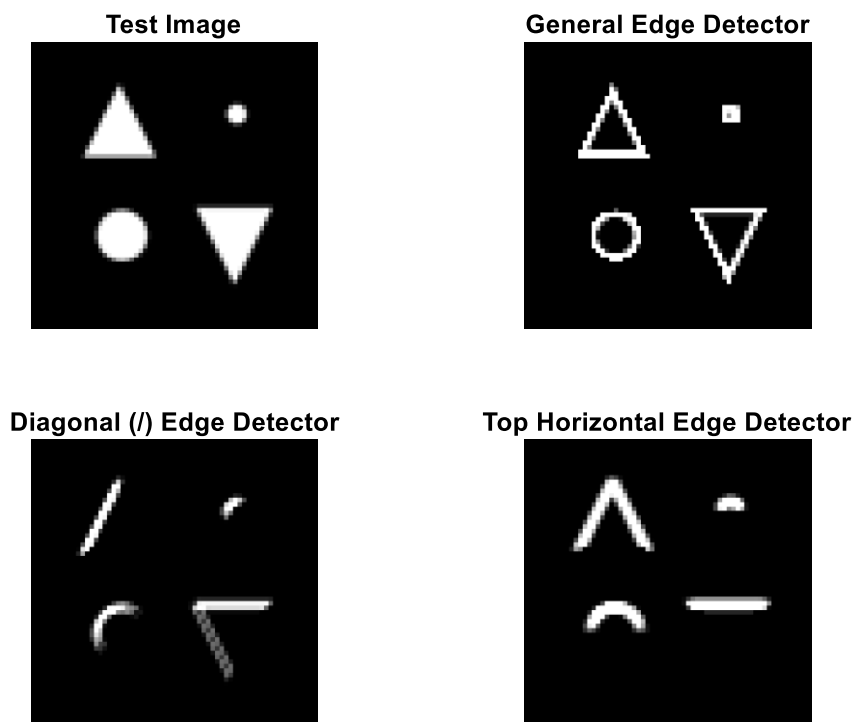 Test Image
General Edge Detector
Diagonal (/) Edge Detector
Top Horizontal Edge Detector